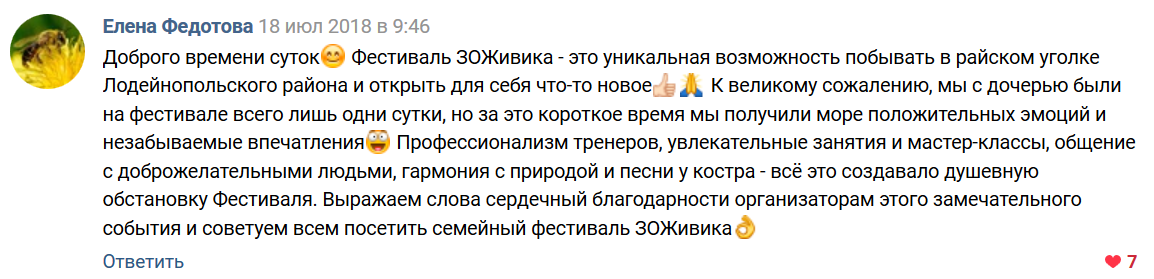 Елена Федотова 18 июл 2018 в 9:46
Доброго времени суток😊 Фестиваль ЗОЖивика - это уникальная возможность побывать в райском уголке
Лодейнопольского района и открыть для себя что-то новое👍🏻🙏 К великому сожалению, мы с дочерью были
на фестивале всего лишь одни сутки, но за это короткое время мы получили море положительных эмоций и
незабываемые впечатления😀 Профессионализм тренеров, увлекательные занятия и мастер-классы, общение
с доброжелательными людьми, гармония с природой и песни у костра - всё это создавало душевную
обстановку Фестиваля. Выражаем слова сердечный благодарности организаторам этого замечательного
события и советуем всем посетить семейный фестиваль ЗОЖивика👌
Ответить
7